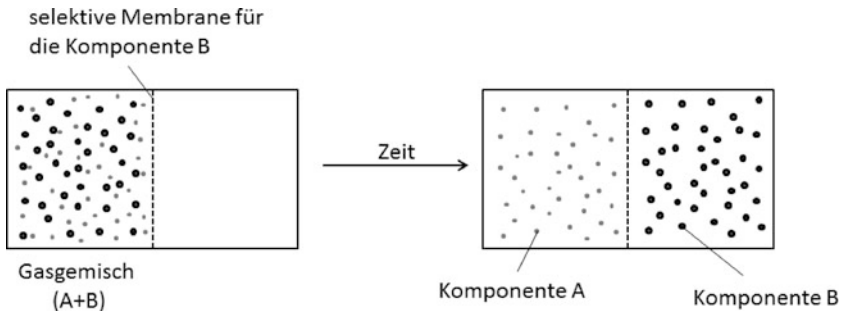 selektive Membrane für
die Komponente B
Zeit
Gasgemisch
(A+B)
Komponente A
Komponente B